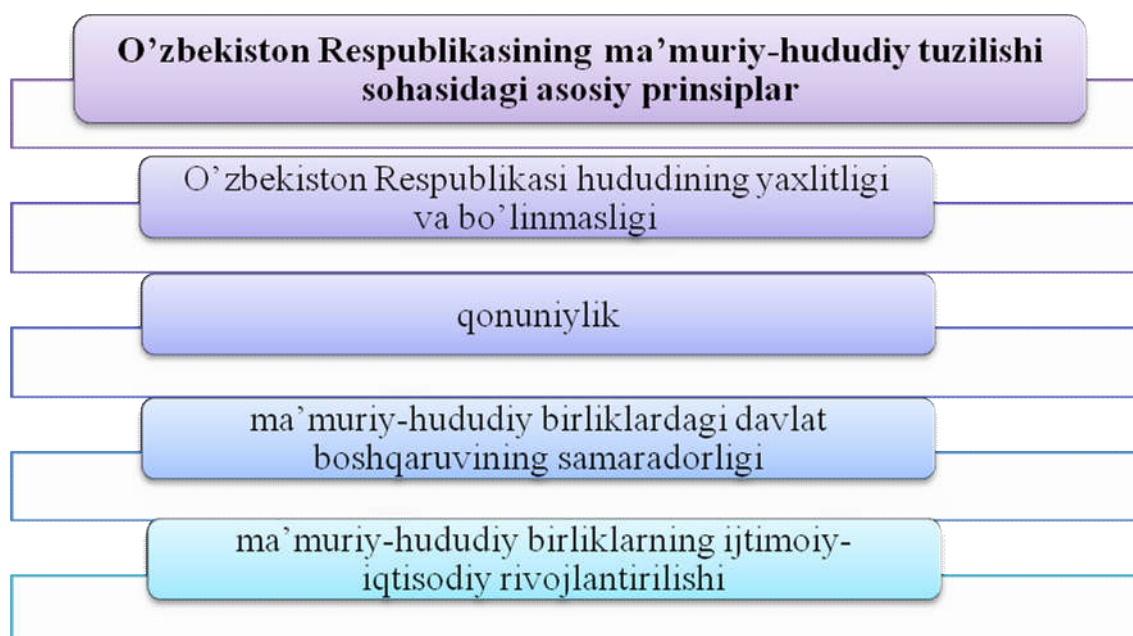 O’zbekiston Respublikasining ma’muriy-hududiy tuzilishi
sohasidagi asosiy prinsiplar
O’zbekiston Respublikasi hududining yaxlitligi
va bo’linmasligi
qonuniylik
ma’muriy-hududiy birliklardagi davlat
boshqaruvining samaradorligi
ma’muriy-hududiy birliklarning ijtimoiy-
iqtisodiy rivojlantirilishi